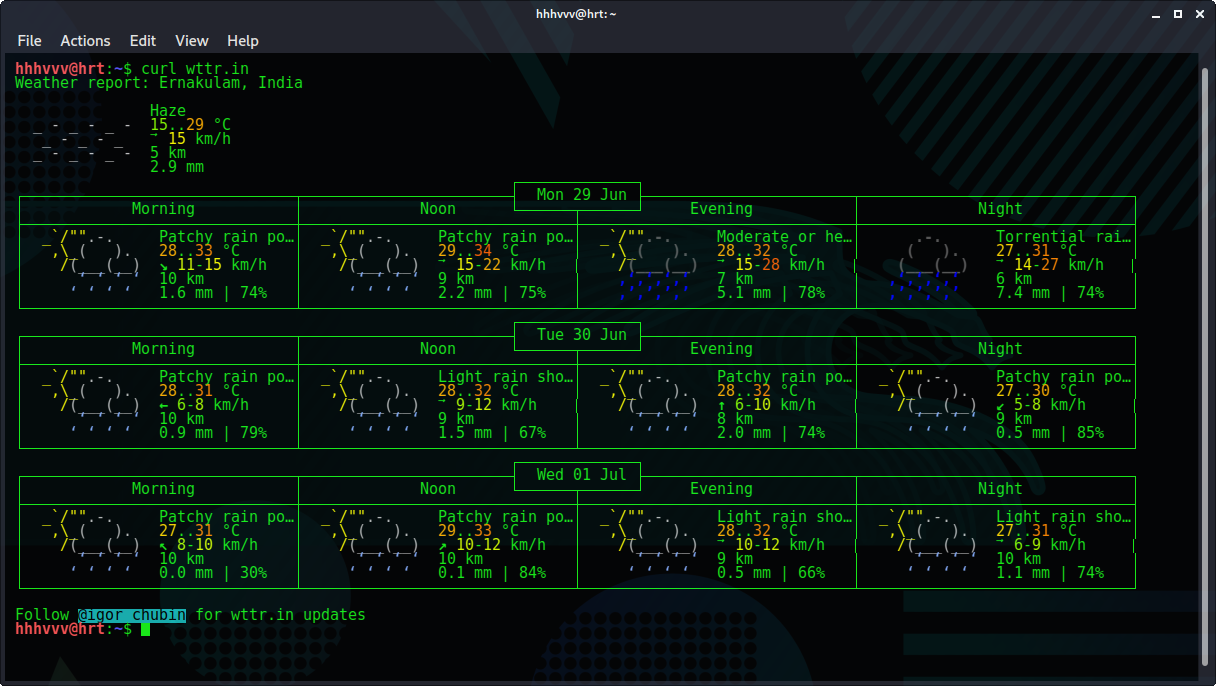 hhhvvv@hrt:~
File Actions Edit View Help
hhhvvv@hrt:~$ curl wttr.in
Weather report: Ernakulam, India
Haze
15..29 °C
→ 15 km/h
5 km
2.9 mm
Mon 29 Jun
Morning Noon Evening Night
Patchy rain po… Patchy rain po… Moderate or he… Torrential rai…
28..33 °C 29..34 °C 28..32 °C 27..31 °C
↘ 11-15 km/h → 15-22 km/h → 15-28 km/h → 14-27 km/h
10 km 9 km 7 km 6 km
1.6 mm | 74% 2.2 mm | 75% 5.1 mm | 78% 7.4 mm | 74%
Tue 30 Jun
Morning Noon Evening Night
Patchy rain po… Light rain sho… Patchy rain po… Patchy rain po…
28..31 °C 28..32 °C 28..32 °C 27..30 °C
← 6-8 km/h → 9-12 km/h ↑ 6-10 km/h ↙ 5-8 km/h
10 km 9 km 8 km 9 km
0.9 mm | 79% 1.5 mm | 67% 2.0 mm | 74% 0.5 mm | 85%
Wed 01 Jul
Morning Noon Evening Night
Patchy rain po… Patchy rain po… Light rain sho… Light rain sho…
27..31 °C 29..33 °C 28..32 °C 27..31 °C
↖ 8-10 km/h ↗ 10-12 km/h → 10-12 km/h → 6-9 km/h
10 km 10 km 9 km 10 km
0.0 mm | 30% 0.1 mm | 84% 0.5 mm | 66% 1.1 mm | 74%
Follow @igor_chubin for wttr.in updates
hhhvvv@hrt:~$